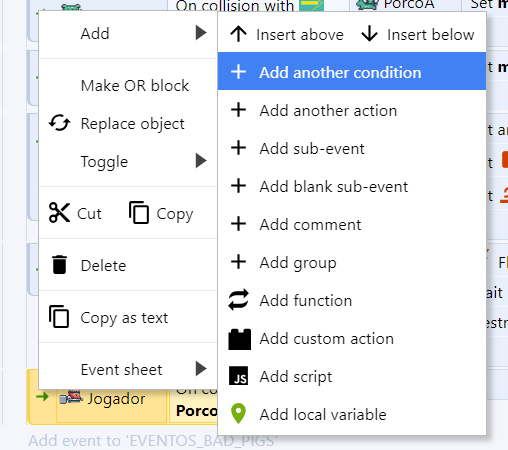 On collision with
PorcoA
Set m
Add
Insert above
Insert below
Add another condition
Make OR block
Add another action
Replace object
Add sub-event
Toggle
Add blank sub-event
Cut
Copy
Add comment
Delete
Add group
Add function
Copy as text
Add custom action
Event sheet
Add script
JS
Jogador
On co
Porco
Add local variable
Add event to 'EVENTOS_BAD_PIGS'